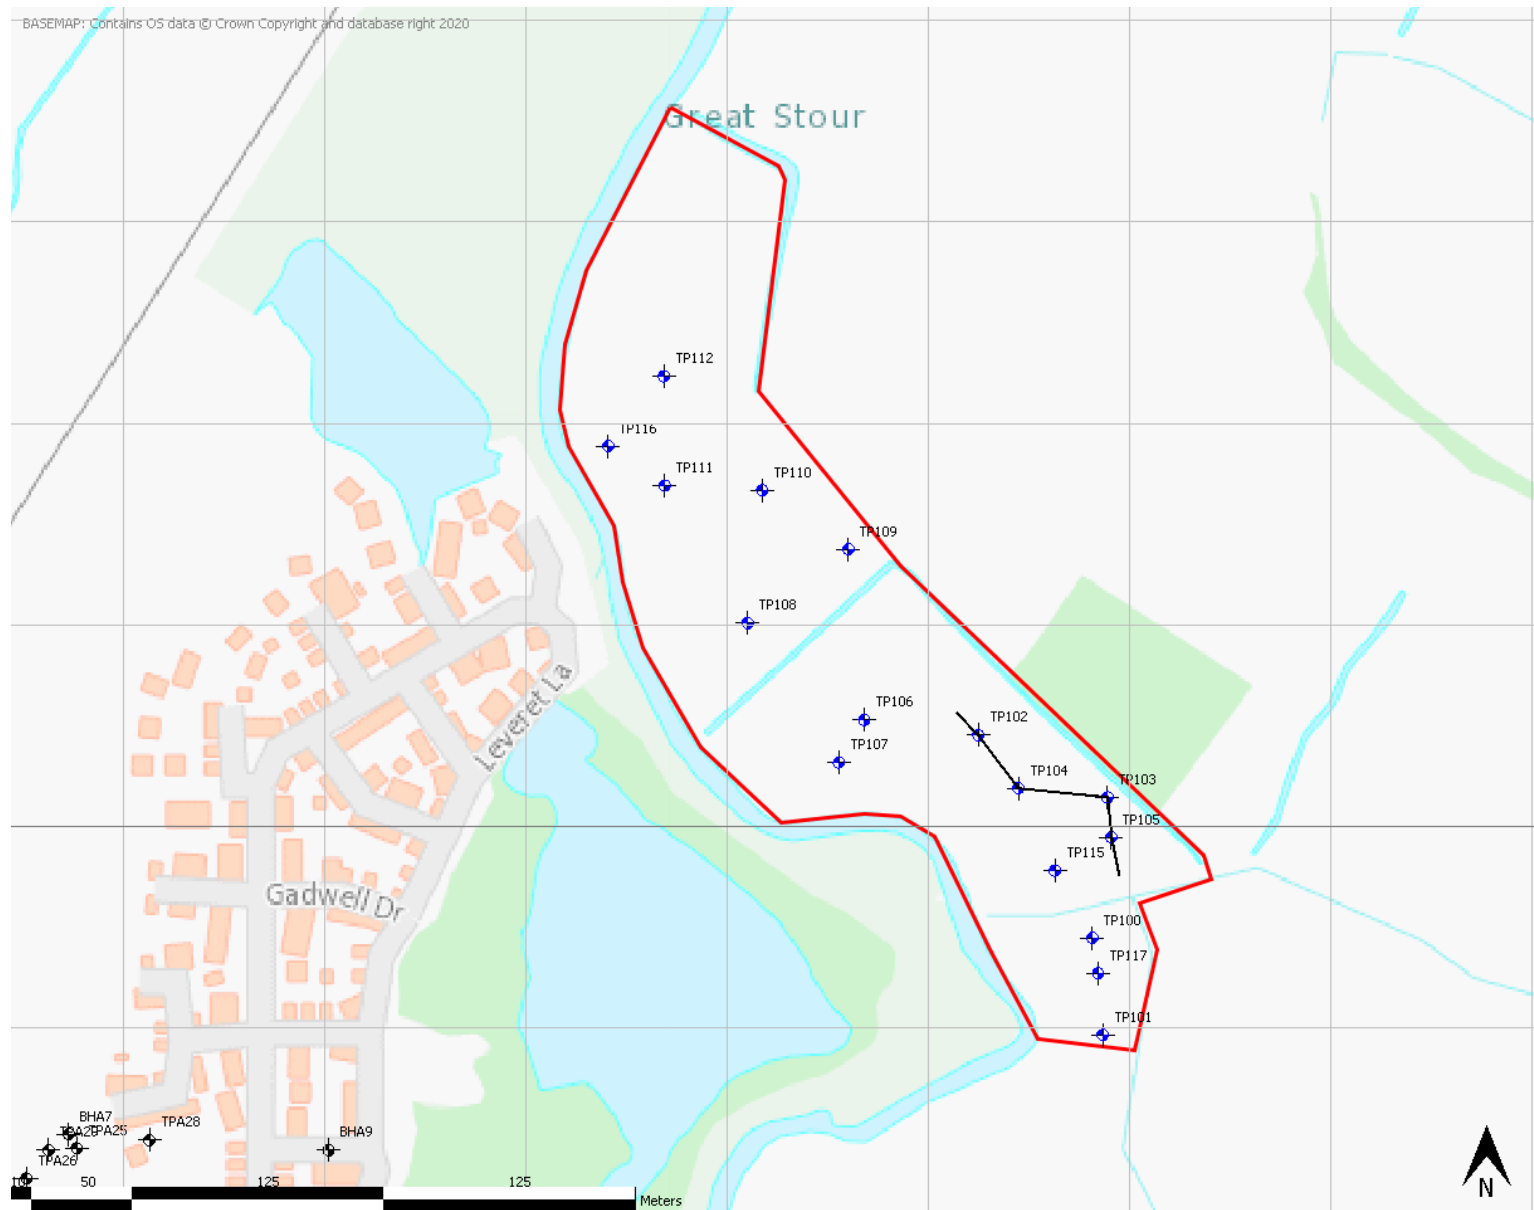 BASEMAP: Contains OS data © Crown Copyright and database right 2020
Great Stour
TP112
TP116
TP111
TP110
TP109
TP108
TP106
TP102
TP107
TP104
TP103
TP105
TP115
Leveret La
Gadwell Dr
TP100
TP117
TP101
BHA7
TPA25
TPA28
BHA9
TPA26
50
125
125
Meters
N